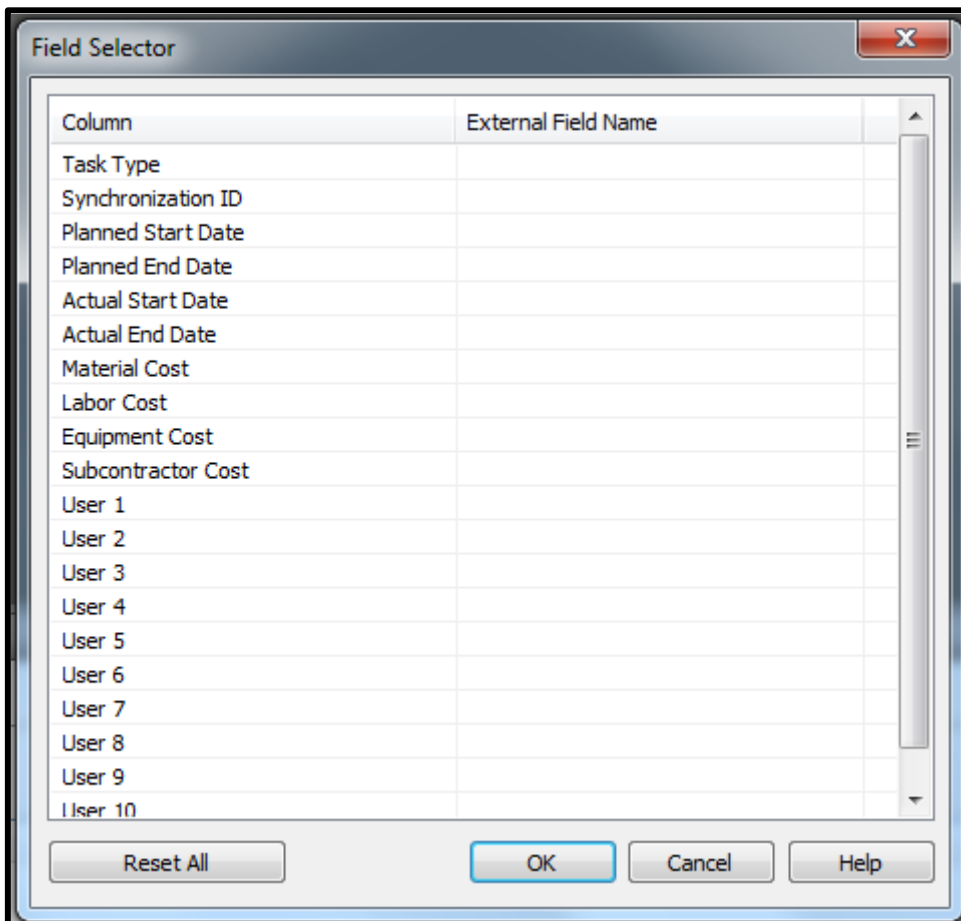 Field Selector
Column External Field Name
Task Type
Synchronization ID
Planned Start Date
Planned End Date
Actual Start Date
Actual End Date
Material Cost
Labor Cost
Equipment Cost
Subcontractor Cost
User 1
User 2
User 3
User 4
User 5
User 6
User 7
User 8
User 9
User 10
Reset All OK Cancel Help